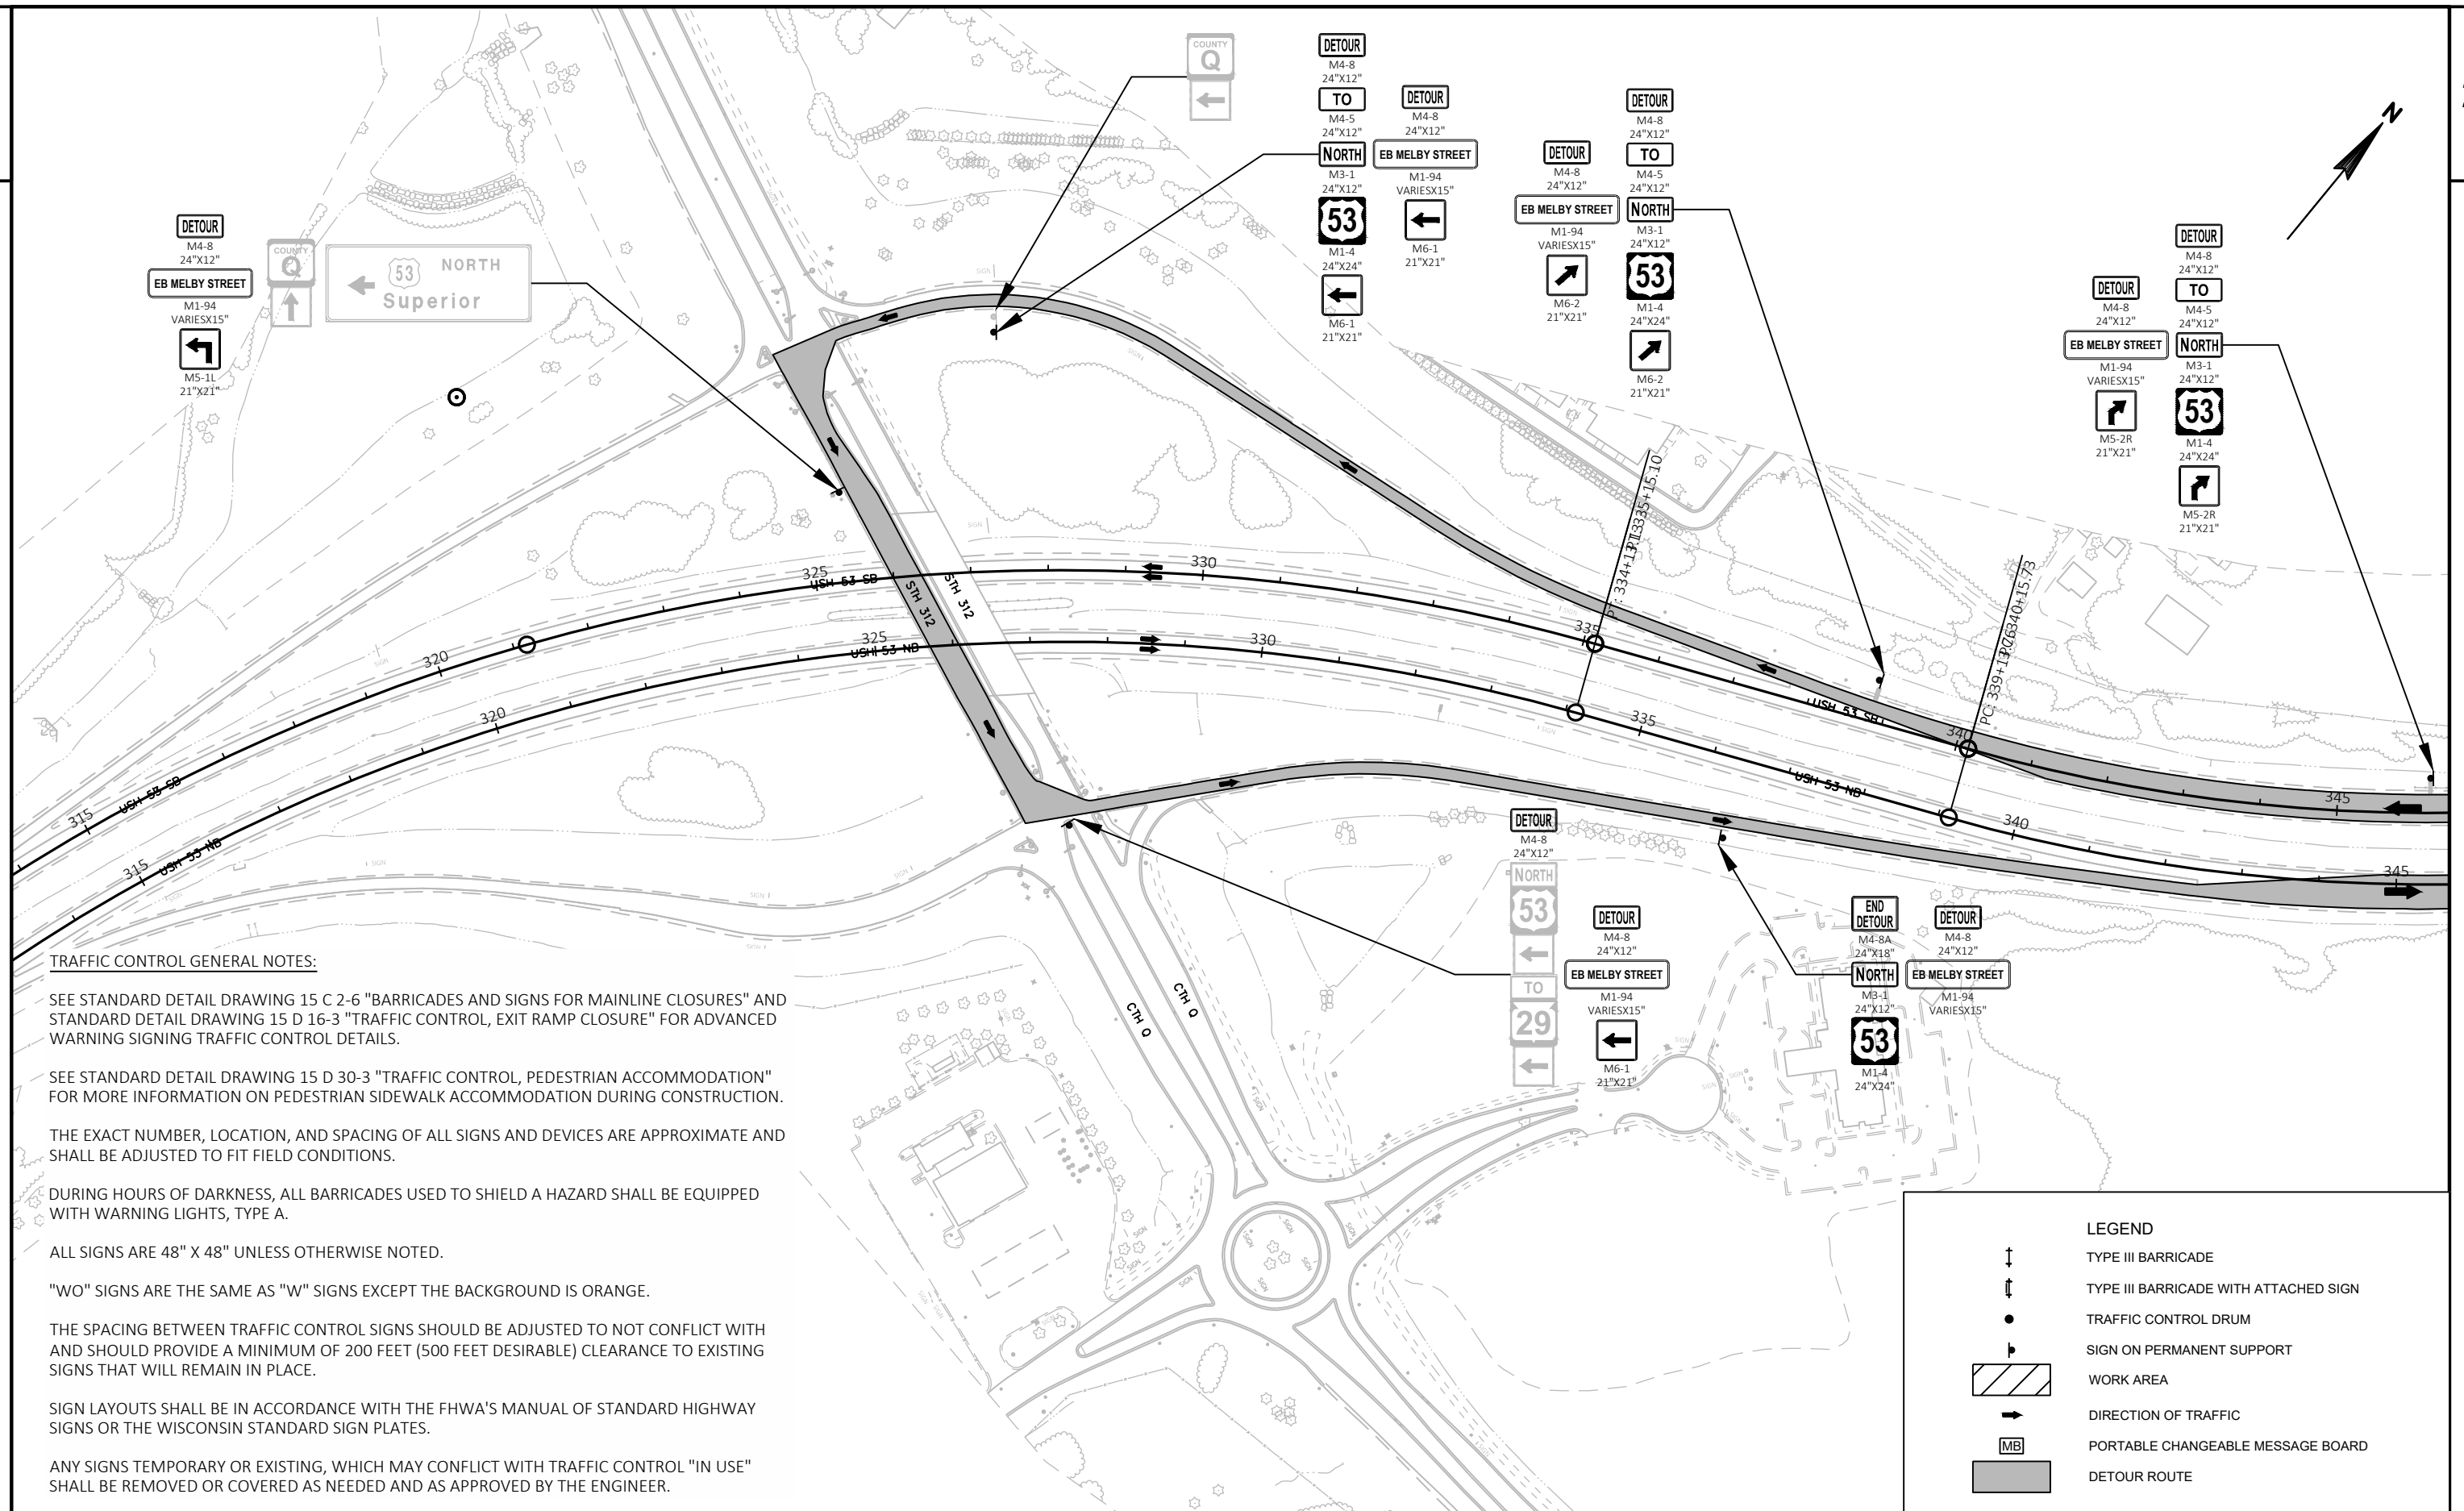 COUNTY
Q
DETOUR
M4-8
24"X12"
TO
M4-5
24"X12"
NORTH
M3-1
24"X12"
53
M1-4
24"X24"
M6-1
21"X21"
DETOUR
M4-8
24"X12"
EB MELBY STREET
M1-94
VARIESX15"
M6-1
21"X21"
DETOUR
M4-8
24"X12"
EB MELBY STREET
M1-94
VARIESX15"
M6-2
21"X21"
DETOUR
M4-8
24"X12"
TO
M4-5
24"X12"
NORTH
M3-1
24"X12"
53
M1-4
24"X24"
M6-2
21"X21"
N
DETOUR
M4-8
24"X12"
EB MELBY STREET
M1-94
VARIESX15"
M5-2R
21"X21"
DETOUR
M4-8
24"X12"
TO
M4-5
24"X12"
NORTH
M3-1
24"X12"
53
M1-4
24"X24"
M5-2R
21"X21"
DETOUR
M4-8
24"X12"
EB MELBY STREET
M1-94
VARIESX15"
M5-1L
21"X21"
COUNTY
Q
53 NORTH
Superior
SIGN
SIGN
SIGN
SIGN
335+15.10
PT: 334+13
PC: 339+13
340+15.73
325
USH 53 SB
STH 312
STH 312
330
335
USH 53 SB
340
345
325
USH 53 NB
330
335
USH 53 NB
340
345
320
320
315
USH 53 SB
315
USH 53 NB
SIGN
SIGN
SIGN
SIGN
SIGN
SIGN
DETOUR
M4-8
24"X12"
NORTH
53
TO
29
DETOUR
M4-8
24"X12"
EB MELBY STREET
M1-94
VARIESX15"
M6-1
21"X21"
END
DETOUR
M4-8A
24"X18"
NORTH
M3-1
24"X12"
53
M1-4
24"X24"
DETOUR
M4-8
24"X12"
EB MELBY STREET
M1-94
VARIESX15"
CTH Q
CTH Q
TRAFFIC CONTROL GENERAL NOTES:
SEE STANDARD DETAIL DRAWING 15 C 2-6 "BARRICADES AND SIGNS FOR MAINLINE CLOSURES" AND
STANDARD DETAIL DRAWING 15 D 16-3 "TRAFFIC CONTROL, EXIT RAMP CLOSURE" FOR ADVANCED
WARNING SIGNING TRAFFIC CONTROL DETAILS.
SEE STANDARD DETAIL DRAWING 15 D 30-3 "TRAFFIC CONTROL, PEDESTRIAN ACCOMMODATION"
FOR MORE INFORMATION ON PEDESTRIAN SIDEWALK ACCOMMODATION DURING CONSTRUCTION.
THE EXACT NUMBER, LOCATION, AND SPACING OF ALL SIGNS AND DEVICES ARE APPROXIMATE AND
SHALL BE ADJUSTED TO FIT FIELD CONDITIONS.
DURING HOURS OF DARKNESS, ALL BARRICADES USED TO SHIELD A HAZARD SHALL BE EQUIPPED
WITH WARNING LIGHTS, TYPE A.
ALL SIGNS ARE 48" X 48" UNLESS OTHERWISE NOTED.
"WO" SIGNS ARE THE SAME AS "W" SIGNS EXCEPT THE BACKGROUND IS ORANGE.
THE SPACING BETWEEN TRAFFIC CONTROL SIGNS SHOULD BE ADJUSTED TO NOT CONFLICT WITH
AND SHOULD PROVIDE A MINIMUM OF 200 FEET (500 FEET DESIRABLE) CLEARANCE TO EXISTING
SIGNS THAT WILL REMAIN IN PLACE.
SIGN LAYOUTS SHALL BE IN ACCORDANCE WITH THE FHWA'S MANUAL OF STANDARD HIGHWAY
SIGNS OR THE WISCONSIN STANDARD SIGN PLATES.
ANY SIGNS TEMPORARY OR EXISTING, WHICH MAY CONFLICT WITH TRAFFIC CONTROL "IN USE"
SHALL BE REMOVED OR COVERED AS NEEDED AND AS APPROVED BY THE ENGINEER.
LEGEND
TYPE III BARRICADE
TYPE III BARRICADE WITH ATTACHED SIGN
TRAFFIC CONTROL DRUM
SIGN ON PERMANENT SUPPORT
WORK AREA
DIRECTION OF TRAFFIC
MB PORTABLE CHANGEABLE MESSAGE BOARD
DETOUR ROUTE